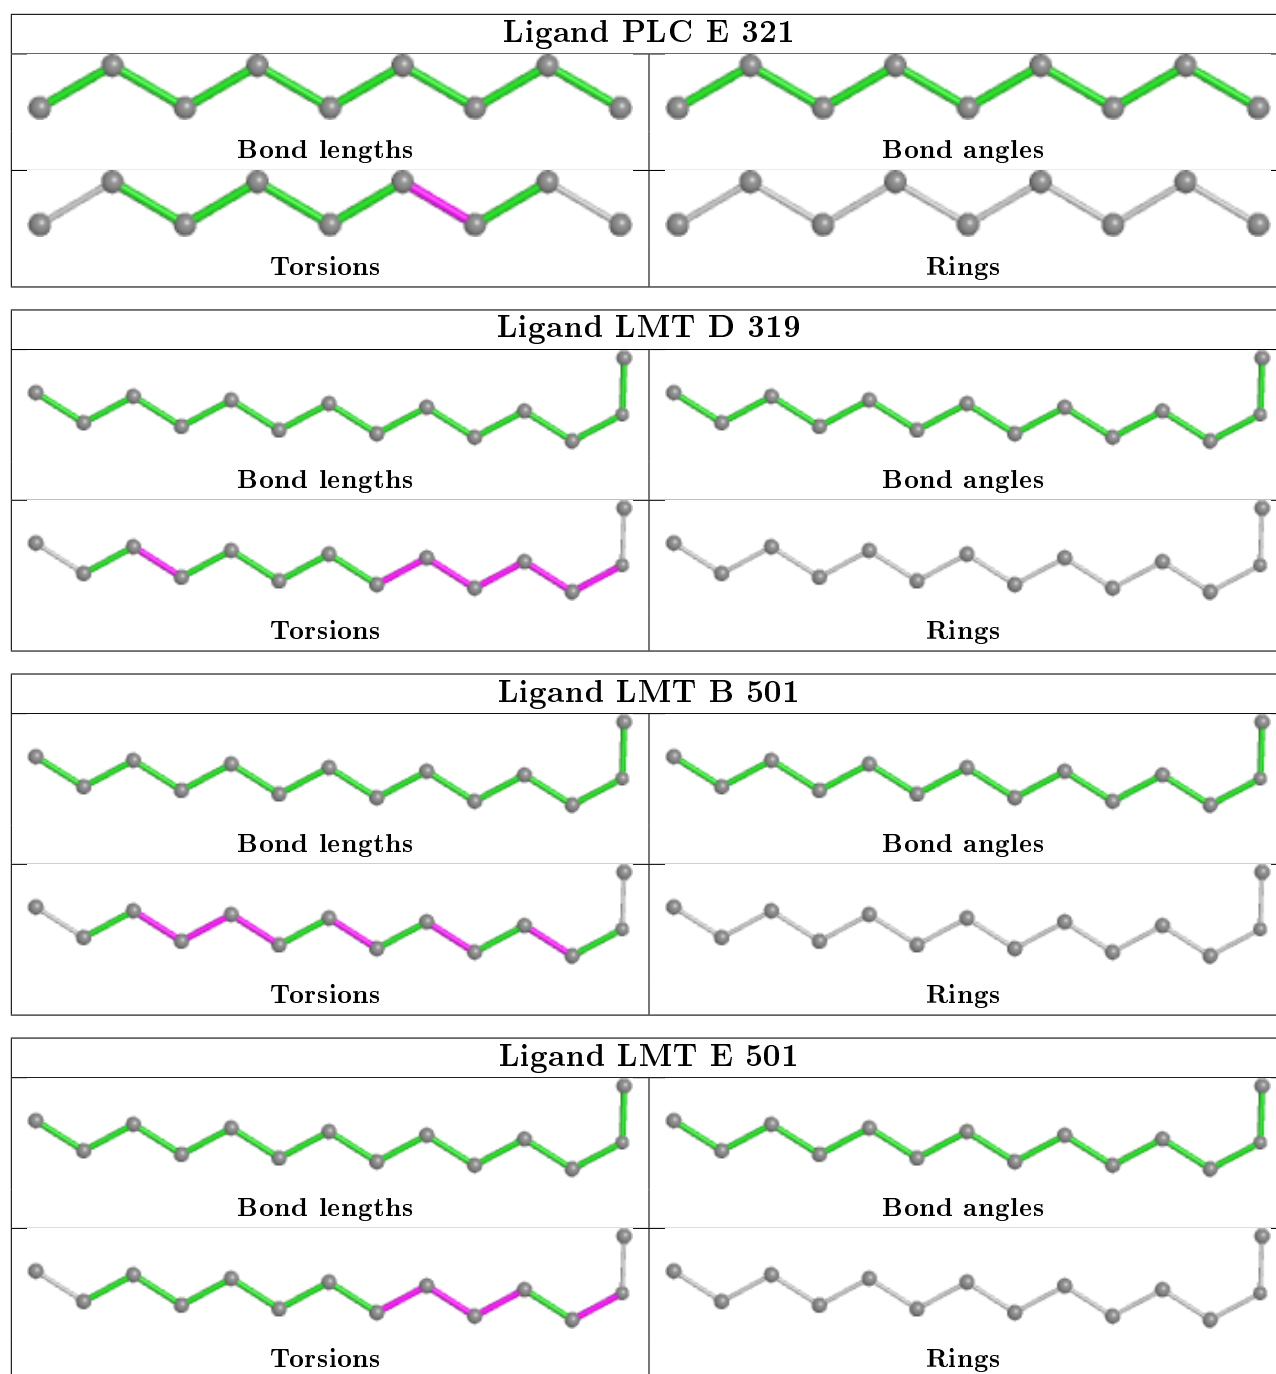 Ligand PLC E 321
Bond lengths
Bond angles
Torsions
Rings
Ligand LMT D 319
Bond lengths
Bond angles
Torsions
Rings
Ligand LMT B 501
Bond lengths
Bond angles
Torsions
Rings
Ligand LMT E 501
Bond lengths
Bond angles
Torsions
Rings